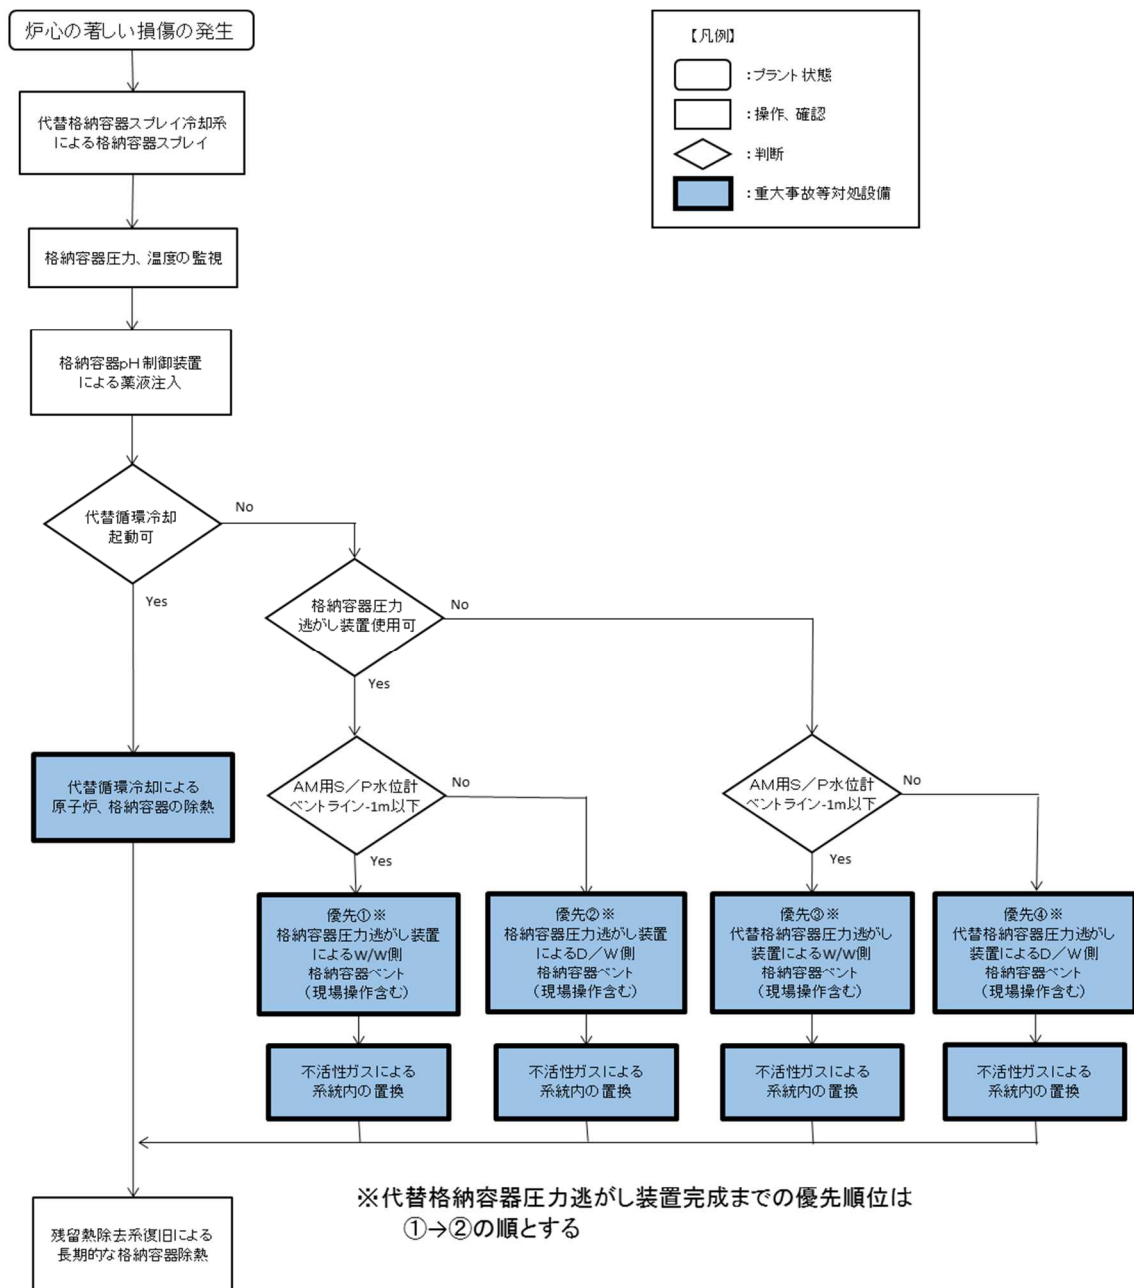 炉心の著しい損傷の発生
代替格納容器スプレイ冷却系
による格納容器スプレイ
格納容器圧力、温度の監視
格納容器pH制御装置
による薬液注入
代替循環冷却
起動可
No
Yes
格納容器圧力
逃がし装置使用可
No
Yes
代替循環冷却による
原子炉、格納容器の除熱
AM用S/P水位計
ベントライン-1m以下
No
Yes
AM用S/P水位計
ベントライン-1m以下
No
Yes
優先①※
格納容器圧力逃がし装置
によるW/W側
格納容器ベント
(現場操作含む)
優先②※
格納容器圧力逃がし装置
によるD/W側
格納容器ベント
(現場操作含む)
優先③※
代替格納容器圧力逃がし
装置によるW/W側
格納容器ベント
(現場操作含む)
優先④※
代替格納容器圧力逃がし
装置によるD/W側
格納容器ベント
(現場操作含む)
不活性ガスによる
系統内の置換
不活性ガスによる
系統内の置換
不活性ガスによる
系統内の置換
不活性ガスによる
系統内の置換
残留熱除去系復旧による
長期的な格納容器除熱
※代替格納容器圧力逃がし装置完成までの優先順位は
①→②の順とする
【凡例】
:プラント状態
:操作、確認
:判断
:重大事故等対処設備